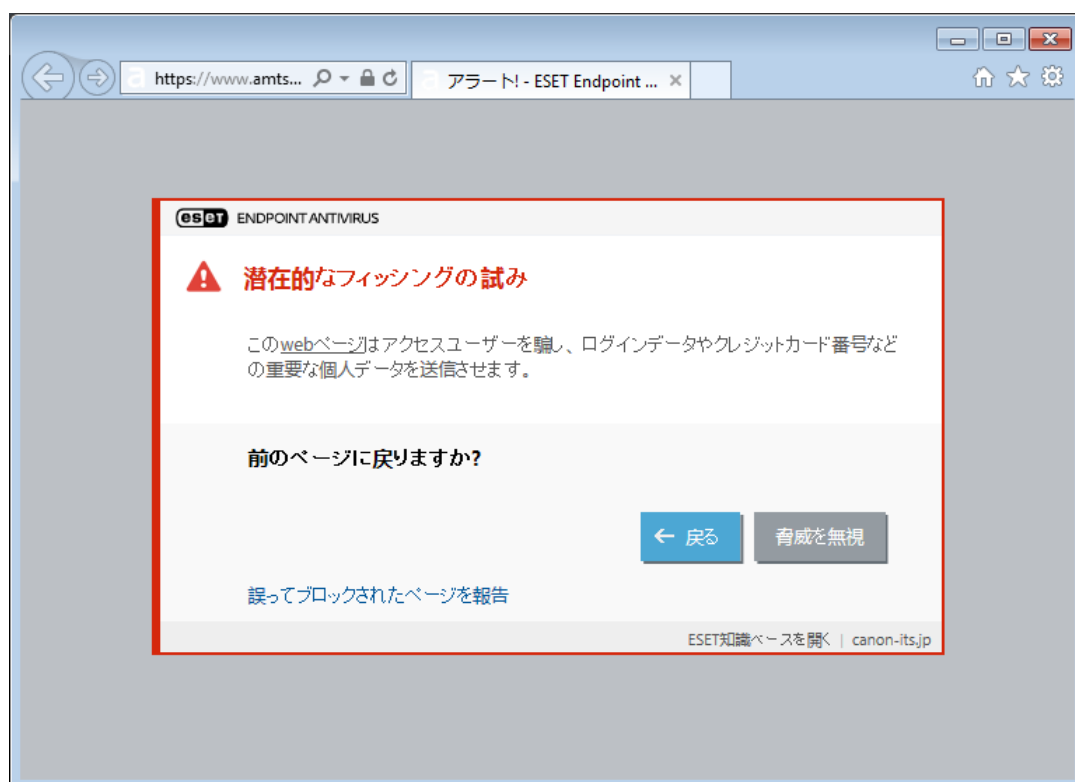 https://www.amts...
アラート! - ESET Endpoint ...
eset ENDPOINT ANTIVIRUS
潜在的なフィッシングの試み
このwebページはアクセスユーザーを騙し、ログインデータやクレジットカード番号など
の重要な個人データを送信させます。
前のページに戻りますか?
← 戻る
脅威を無視
誤ってブロックされたページを報告
ESET知識ベースを開く | canon-its.jp